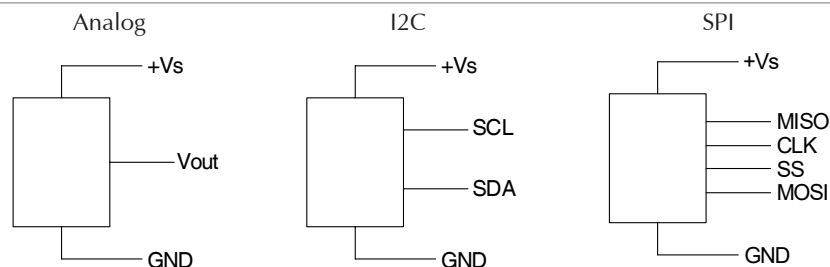 Analog
I2C
SPI
+Vs
Vout
GND
+Vs
SCL
SDA
GND
+Vs
MISO
CLK
SS
MOSI
GND